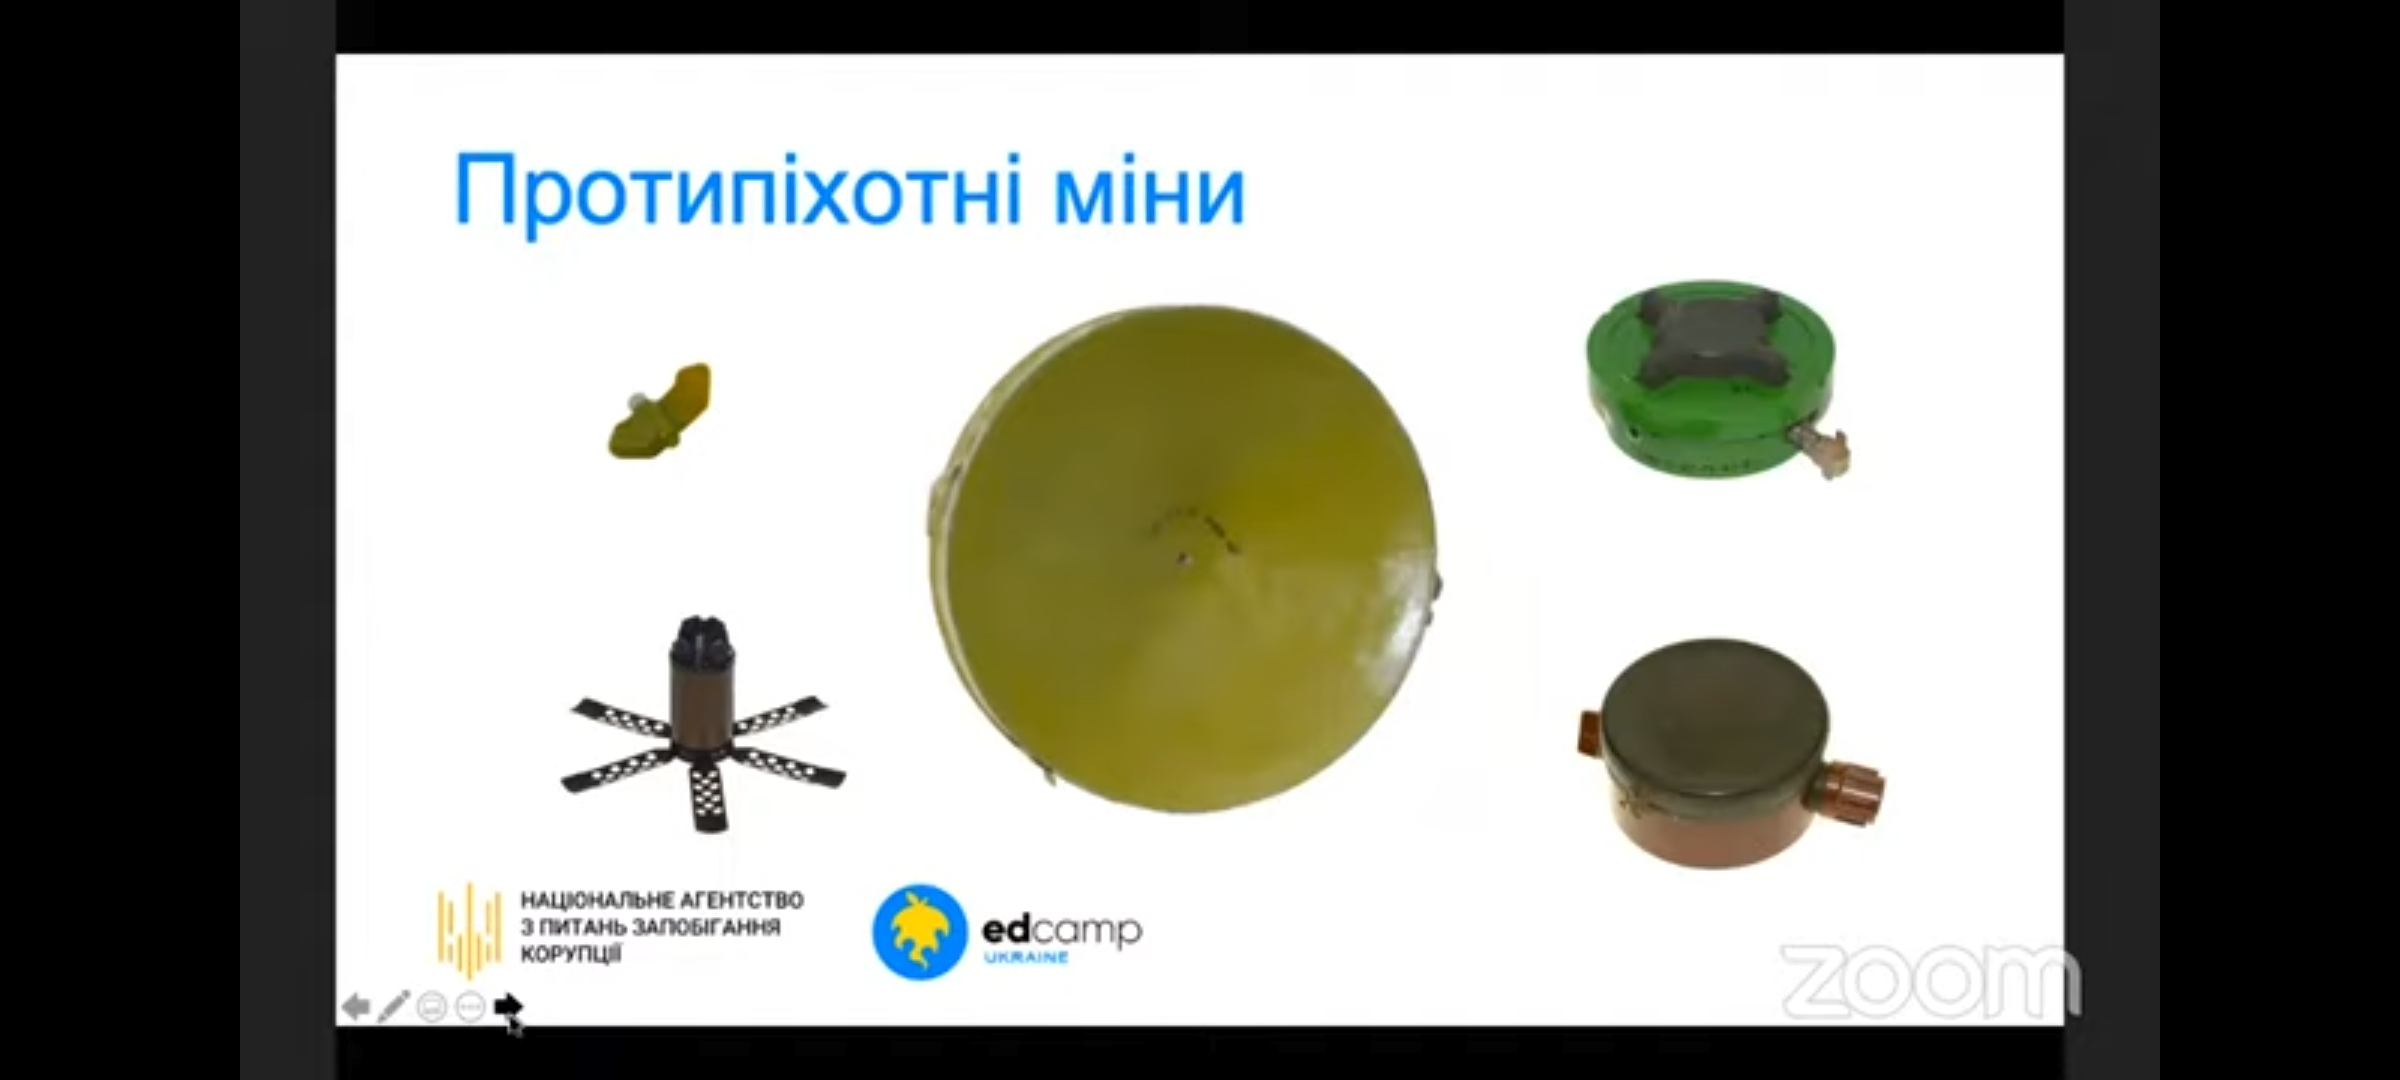 Протипіхотні міни
НАЦІОНАЛЬНЕ АГЕНТСТВО
З ПИТАНЬ ЗАПОБІГАННЯ
КОРУПЦІЇ
edcamp
UKRAINE
zoom